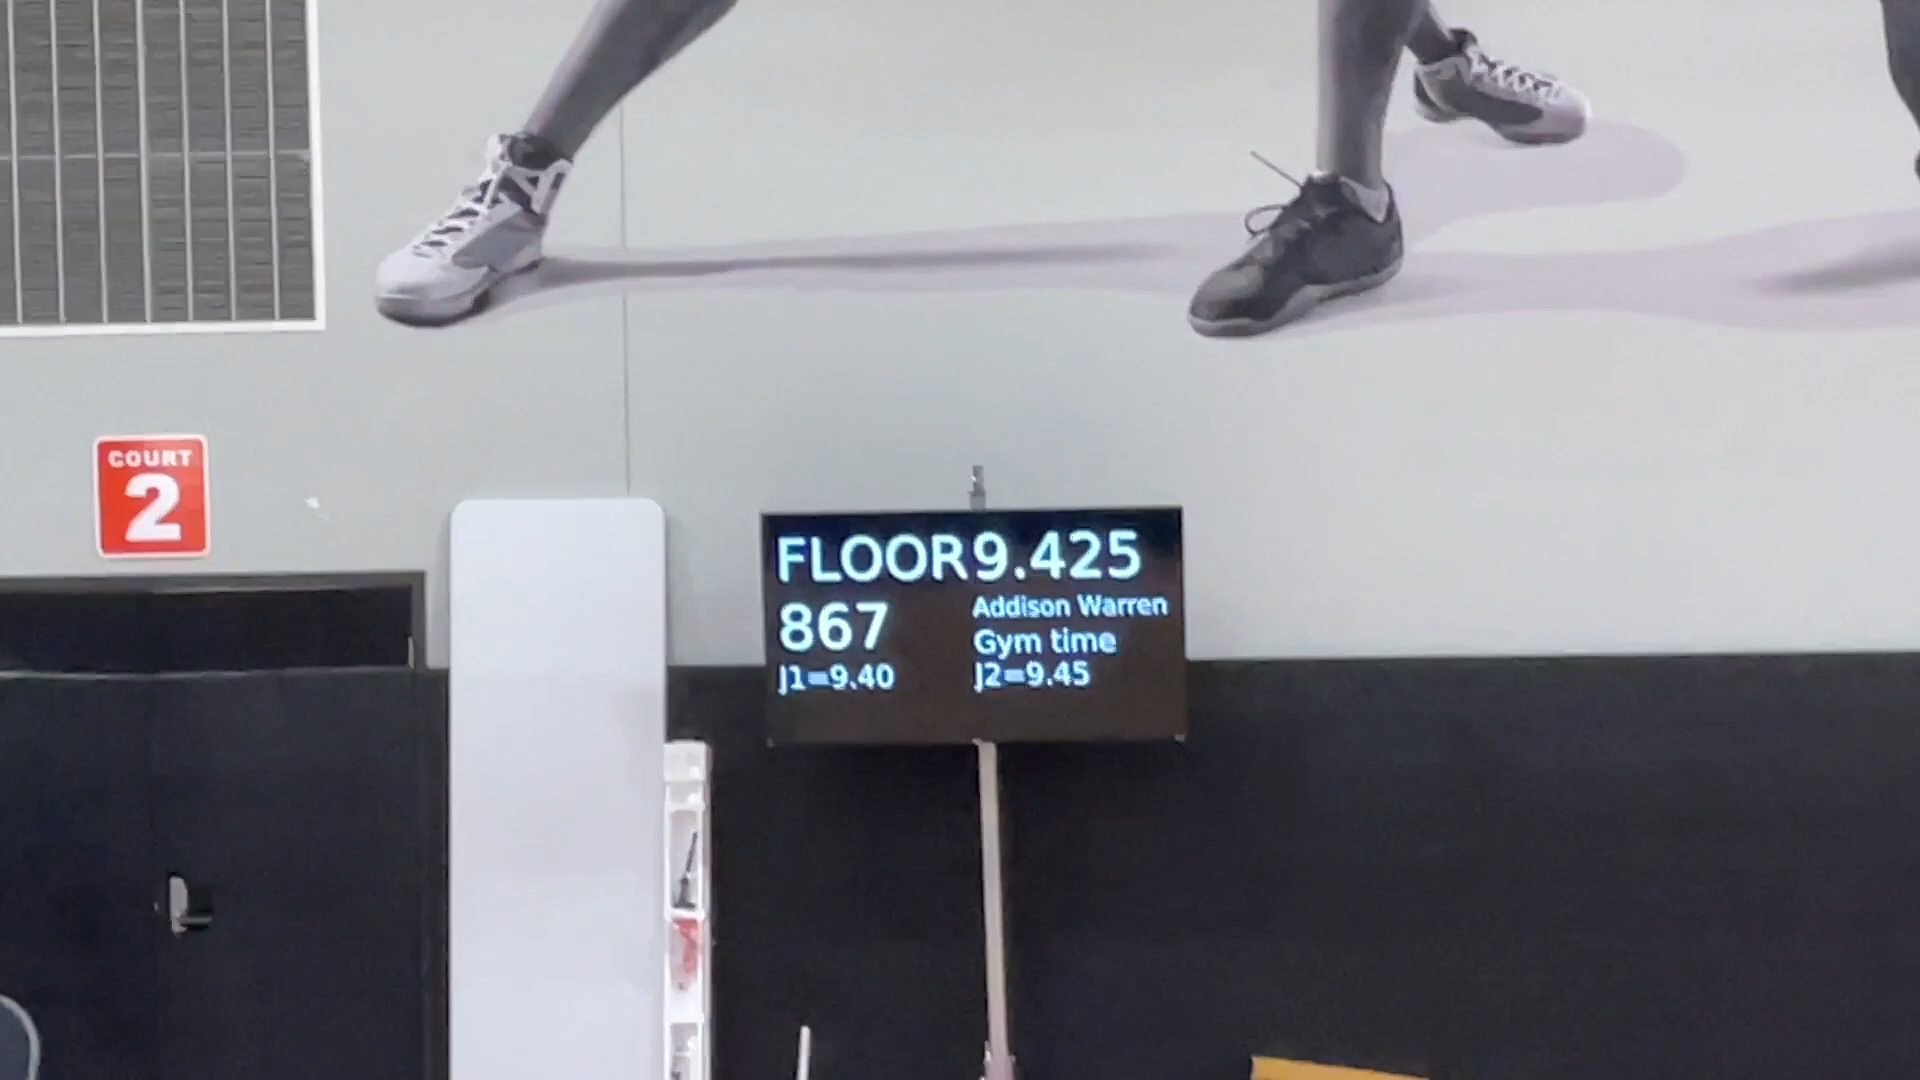 COURT
2
FLOOR 9.425
867 Addison Warren
Gym time
J1=9.40 J2=9.45